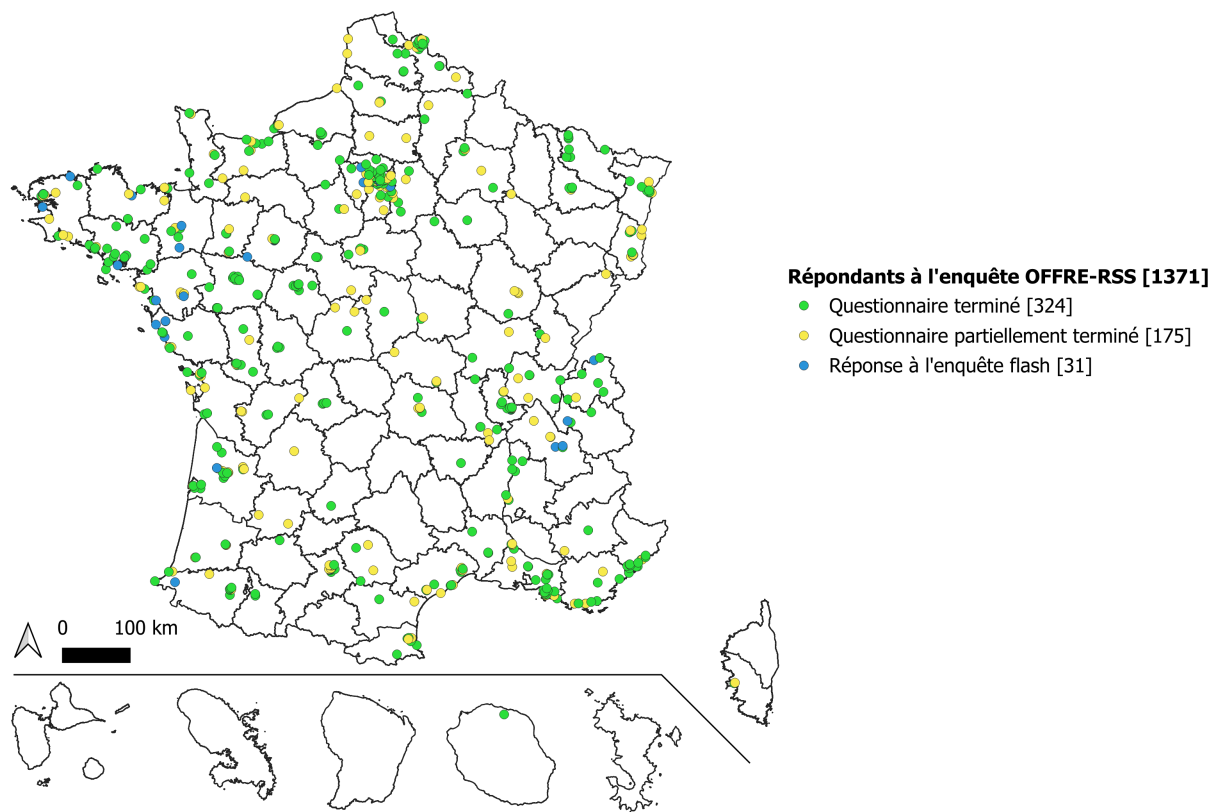 Répondants à l'enquête OFFRE-RSS [1371]
Questionnaire terminé [324]
Questionnaire partiellement terminé [175]
Réponse à l'enquête flash [31]
0 100 km